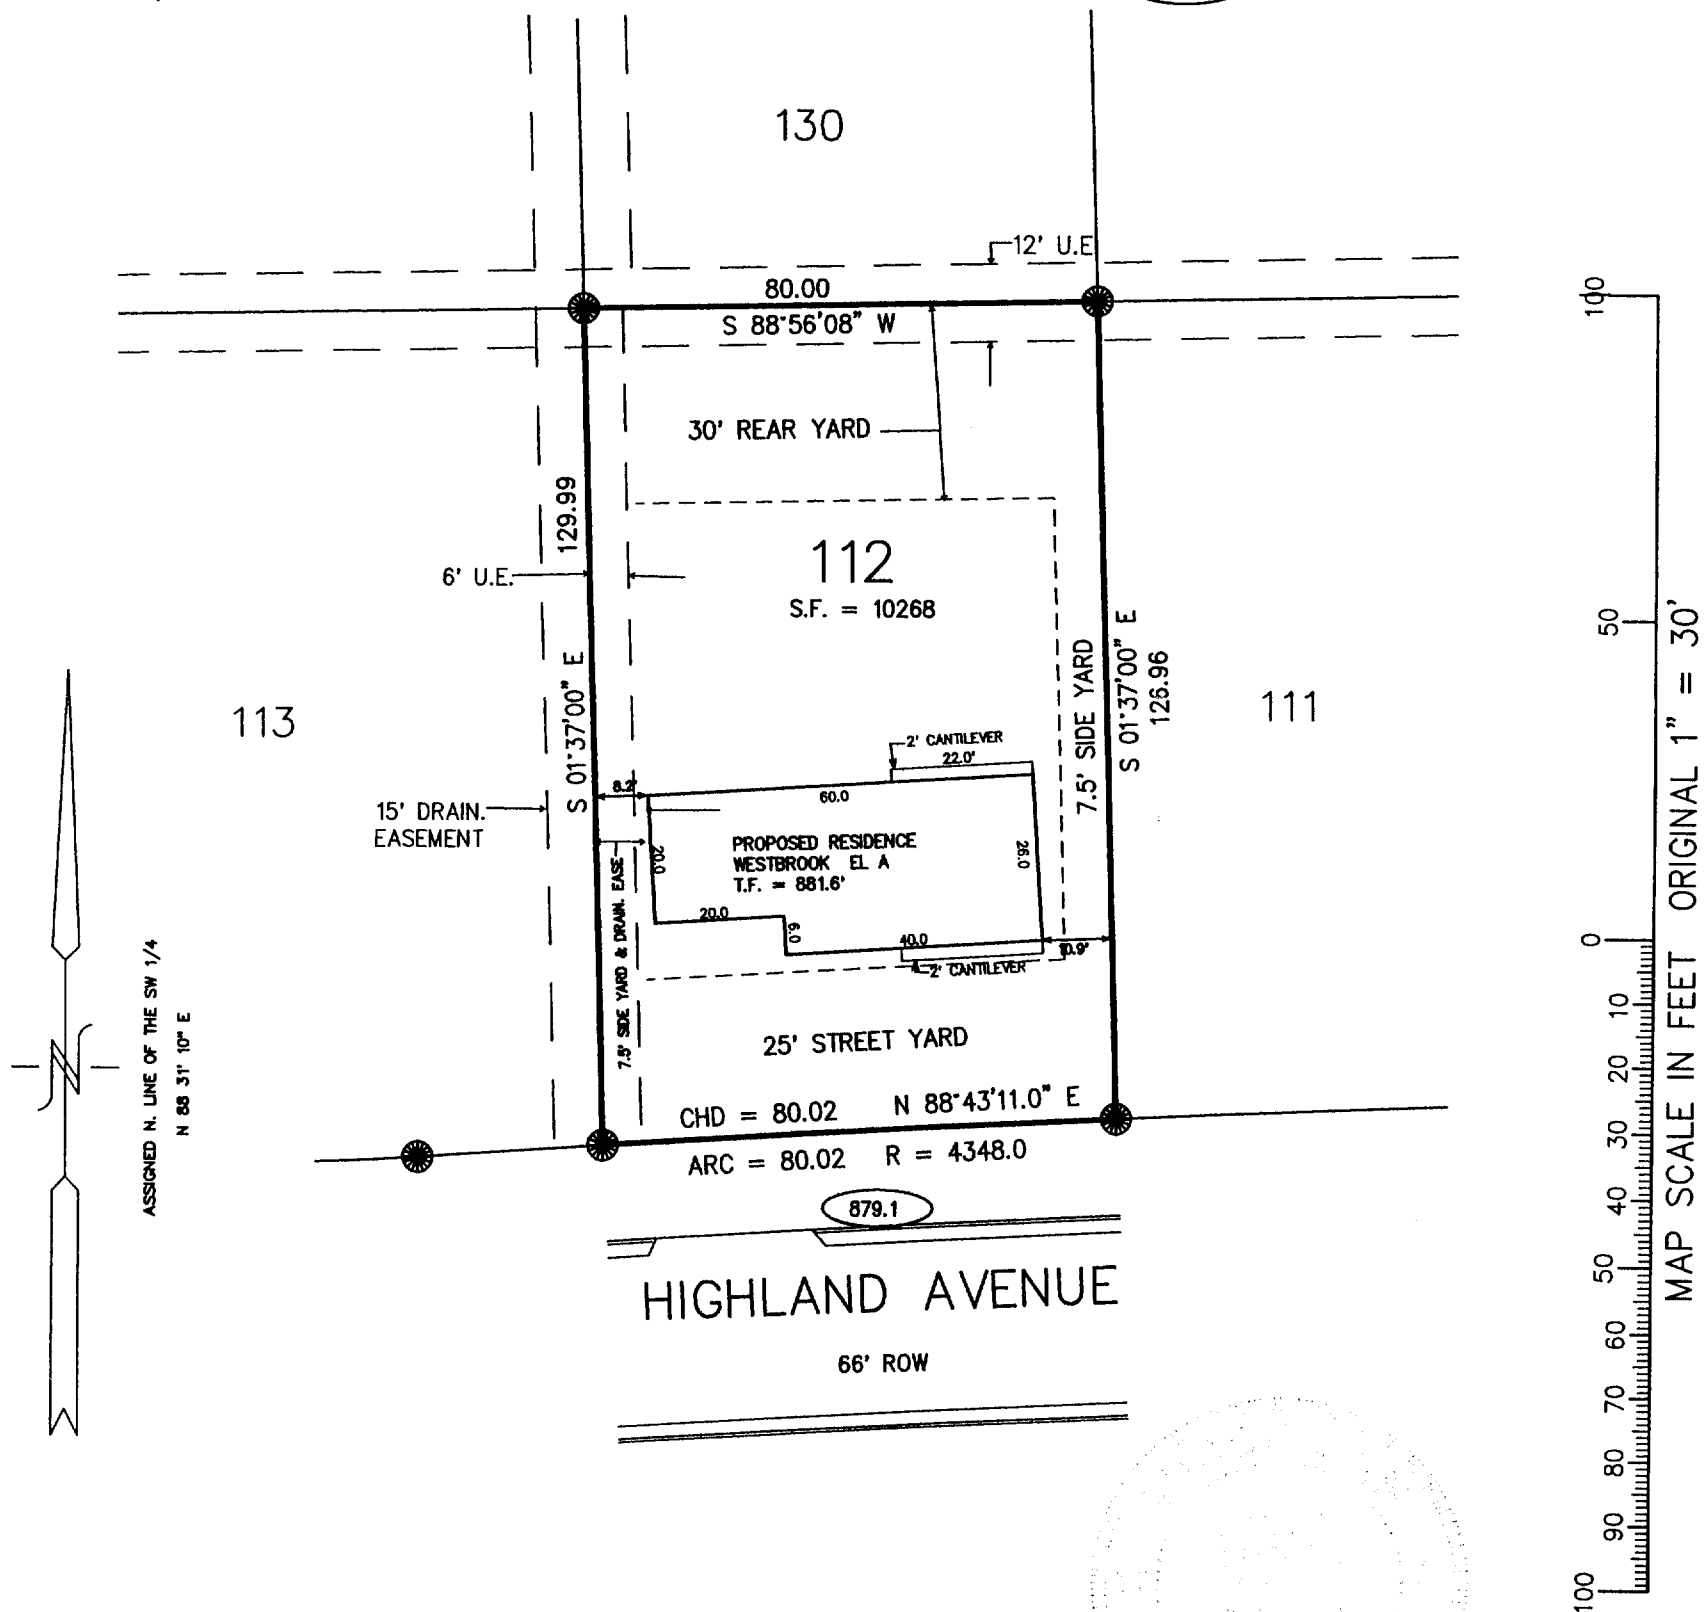 130
12' U.E
80.00
S 88°56'08" W
30' REAR YARD
129.99
S 01°37'00" E
6' U.E.
112
S.F. = 10268
113
111
7.5' SIDE YARD
S 01°37'00" E
126.96
2' CANTILEVER
22.0'
8.2'
60.0
15' DRAIN.
EASEMENT
PROPOSED RESIDENCE
WESTBROOK EL A
T.F. = 881.6'
20.0
26.0
20.0
6.0
40.0
10.9'
2' CANTILEVER
7.5' SIDE YARD & DRAIN. EASE
25' STREET YARD
CHD = 80.02 N 88°43'11.0" E
ARC = 80.02 R = 4348.0
879.1
HIGHLAND AVENUE
66' ROW
ASSIGNED N. LINE OF THE SW 1/4
N 88 31' 10" E
N
100
50
0
10
20
30
40
50
60
70
80
90
100
MAP SCALE IN FEET ORIGINAL 1" = 30'